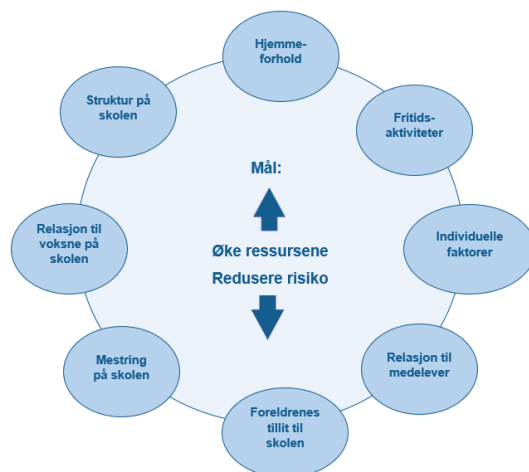 Hjemme-
forhold
Fritids-
aktiviteter
Individuelle
faktorer
Relasjon til
medelever
Foreldrenes
tillit til
skolen
Mestring
på skolen
Relasjon til
voksne på
skolen
Struktur på
skolen
Mål:
Øke ressursene
Redusere risiko